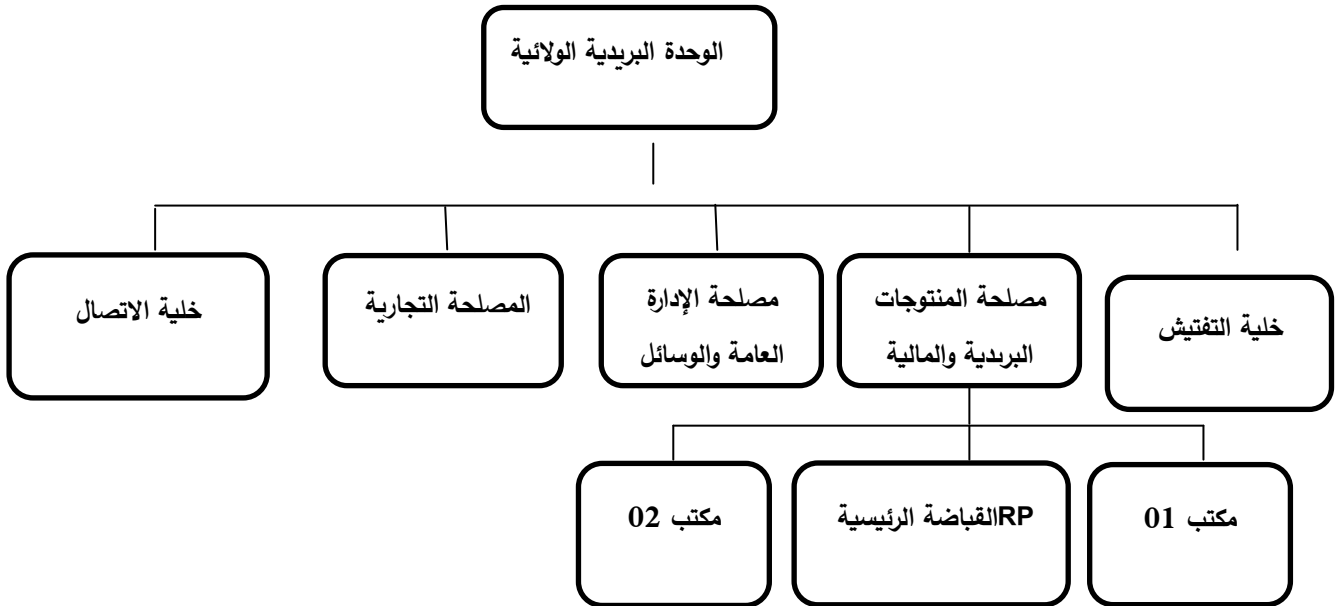 الوحدة البريدية الولائية
خلية التفتيش
مصلحة المنتوجات
البريدية والمالية
مصلحة الإدارة
العامة والوسائل
المصلحة التجارية
خلية الاتصال
مكتب 01
RPالقباضة الرئيسية
مكتب 02